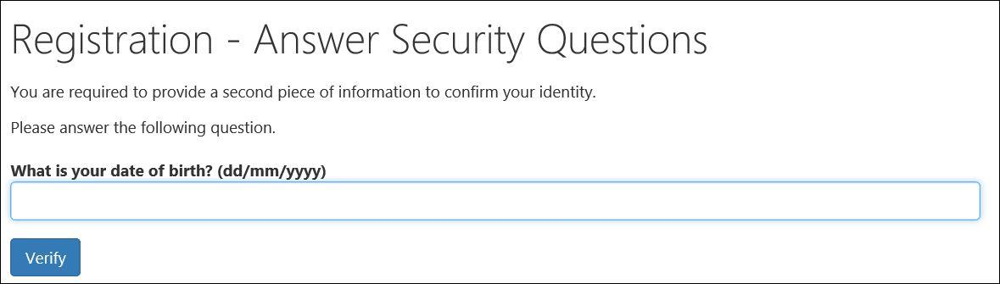 Registration - Answer Security Questions
You are required to provide a second piece of information to confirm your identity.
Please answer the following question.
What is your date of birth? (dd/mm/yyyy)
Verify